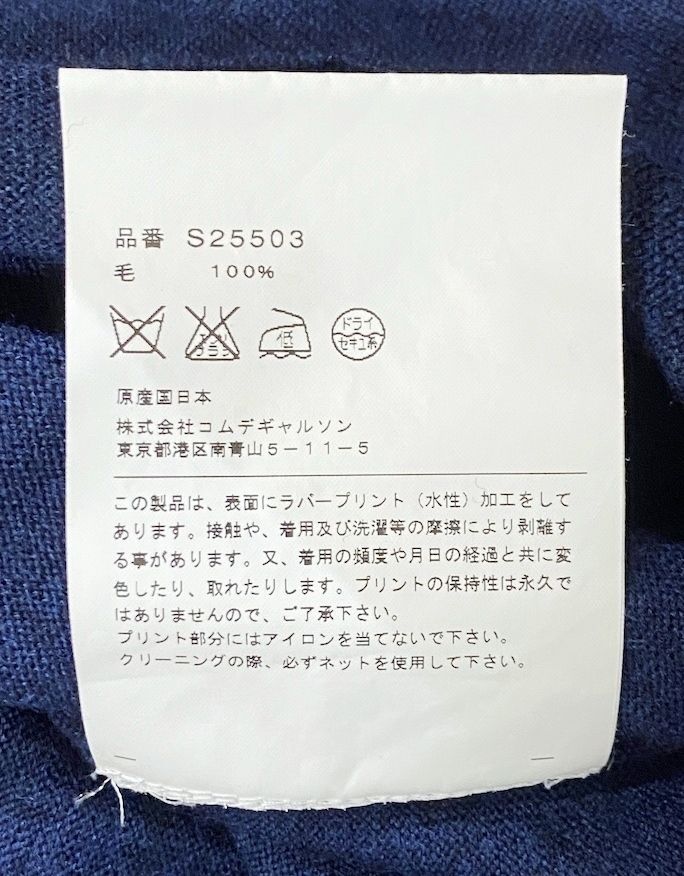 品番 S25503
毛 100%
エンソ
サラシ
低
ドライ
セキユ系
原産国日本
株式会社コムデギャルソン
東京都港区南青山5-11-5
この製品は、表面にラバープリント（水性）加工をして
あります。接触や、着用及び洗濯等の摩擦により剥離す
る事があります。又、着用の頻度や月日の経過と共に変
色したり、取れたりします。プリントの保持性は永久で
はありませんので、ご了承下さい。
プリント部分にはアイロンを当てないで下さい。
クリーニングの際、必ずネットを使用して下さい。